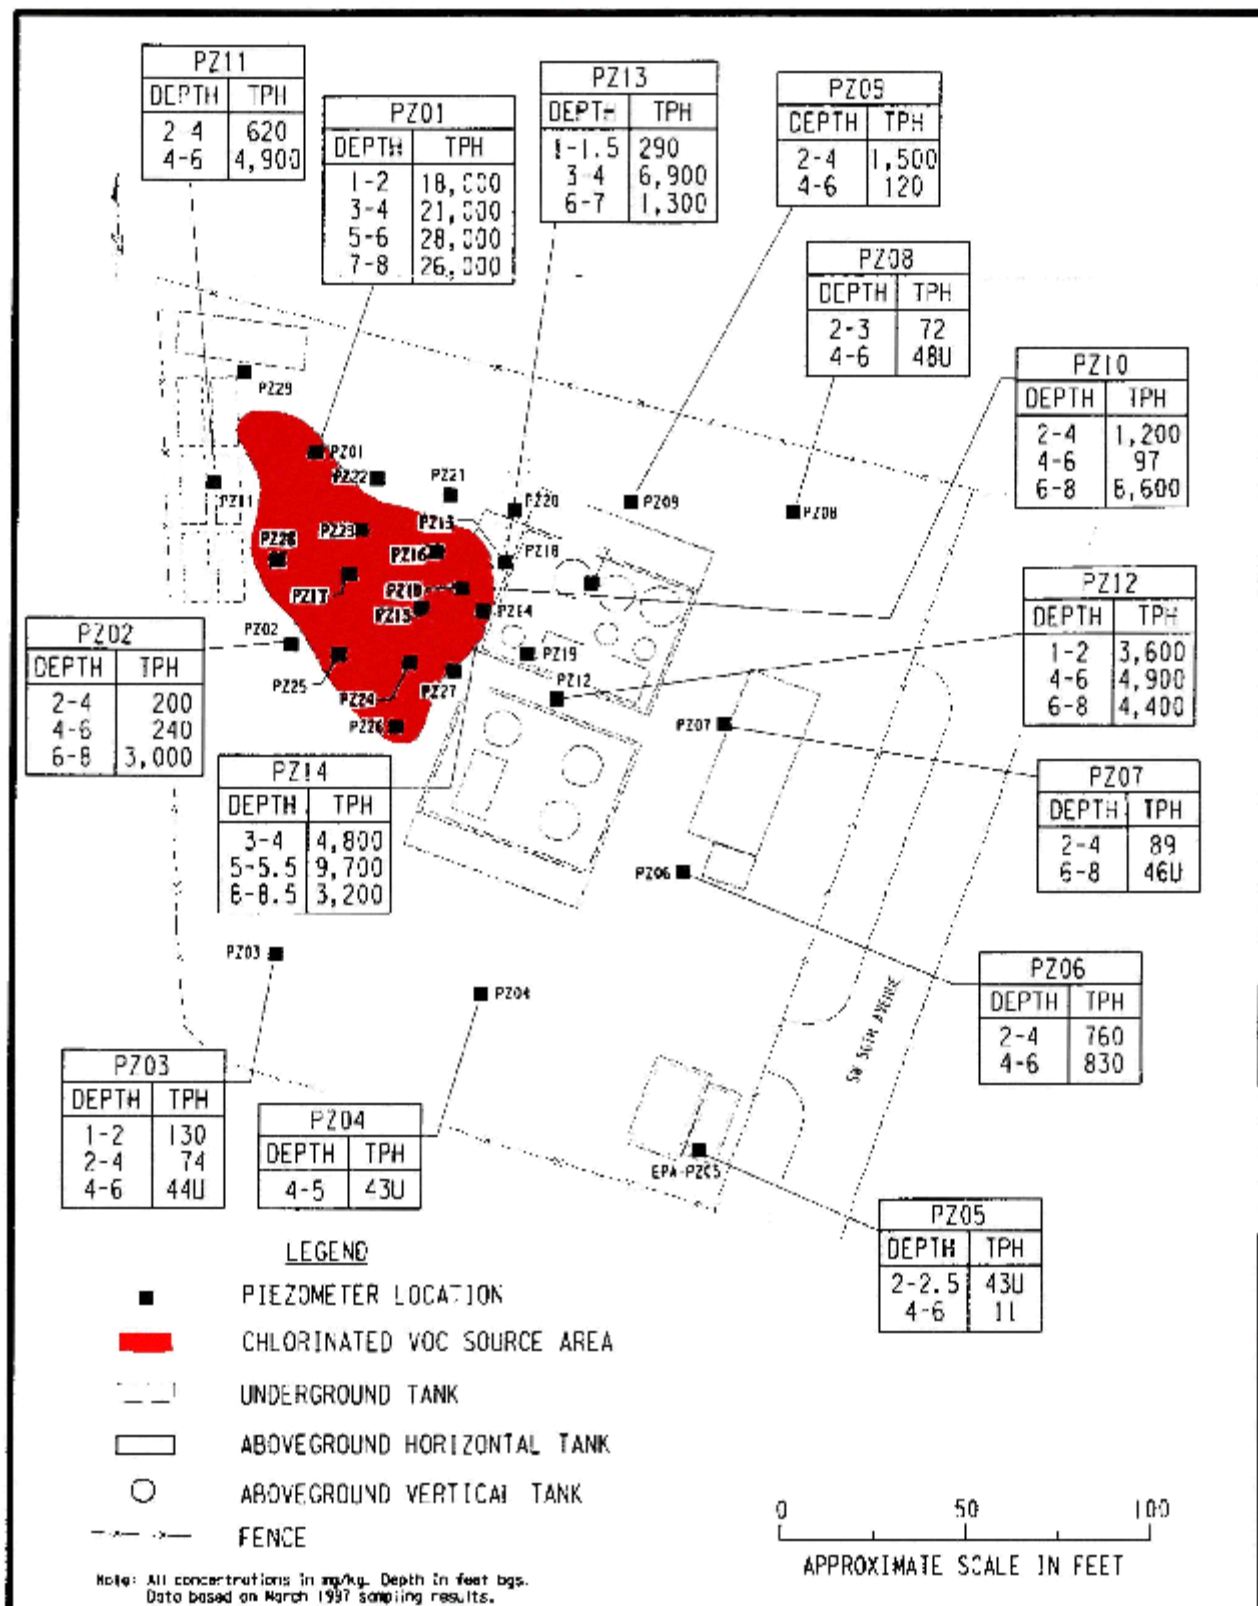 PZ11
DEPTH TPH
2-4 620
4-6 4,900
PZ01
DEPTH TPH
1-2 18,000
3-4 21,000
5-6 28,000
7-8 26,000
PZ13
DEPTH TPH
1-1.5 290
3-4 6,900
6-7 1,300
PZ09
DEPTH TPH
2-4 1,500
4-6 120
PZ08
DEPTH TPH
2-3 72
4-6 48U
PZ10
DEPTH TPH
2-4 1,200
4-6 97
6-8
PZ12
DEPTH TPH
1-2 3,600
4-6 4,900
6-8 4,400
PZ02
DEPTH TPH
2-4 200
4-6 240
6-8 3,000
PZ14
DEPTH TPH
3-4 4,800
5-5.5 9,700
3,200
PZ07
DEPTH TPH
2-4 89
6-8 46U
PZ06
DEPTH TPH
2-4 760
4-6 830
PZ03
DEPTH TPH
1-2 130
2-4 74
4-6 44U
PZ04
DEPTH TPH
4-5 43U
PZ05
DEPTH TPH
2-2.5 43U
4-6 11
PZ29
PZ01
PZ22
PZ21
PZ20
PZ09
PZ08
PZ11
PZ23
PZ13
PZ16
PZ18
PZ28
PZ17
PZ10
PZ15
PZ14
PZ02
PZ19
PZ25
PZ24
PZ27
PZ12
PZ26
PZ07
PZ06
PZ03
PZ04
EPA-PZ05
SW 56TH AVENUE
LEGEND
PIEZOMETER LOCATION
CHLORINATED VOC SOURCE AREA
UNDERGROUND TANK
ABOVEGROUND HORIZONTAL TANK
ABOVEGROUND VERTICAL TANK
FENCE
Note: All concentrations in mg/kg. Depth in feet bgs.
Data based on March 1997 sampling results.
0 50 100
APPROXIMATE SCALE IN FEET